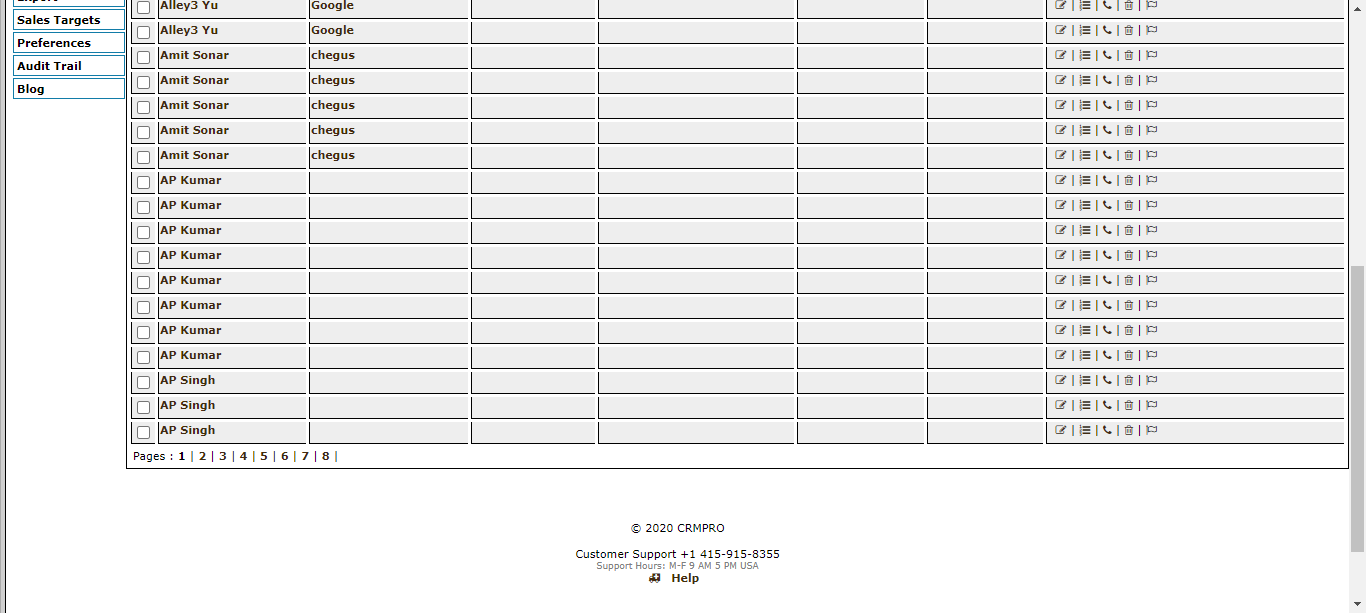 Export
Sales Targets
Preferences
Audit Trail
Blog
Alley3 Yu Google
Alley3 Yu Google
Amit Sonar chegus
Amit Sonar chegus
Amit Sonar chegus
Amit Sonar chegus
Amit Sonar chegus
AP Kumar
AP Kumar
AP Kumar
AP Kumar
AP Kumar
AP Kumar
AP Kumar
AP Kumar
AP Singh
AP Singh
AP Singh
Pages : 1 | 2 | 3 | 4 | 5 | 6 | 7 | 8 |
© 2020 CRMPRO
Customer Support +1 415-915-8355
Support Hours: M-F 9 AM 5 PM USA
Help